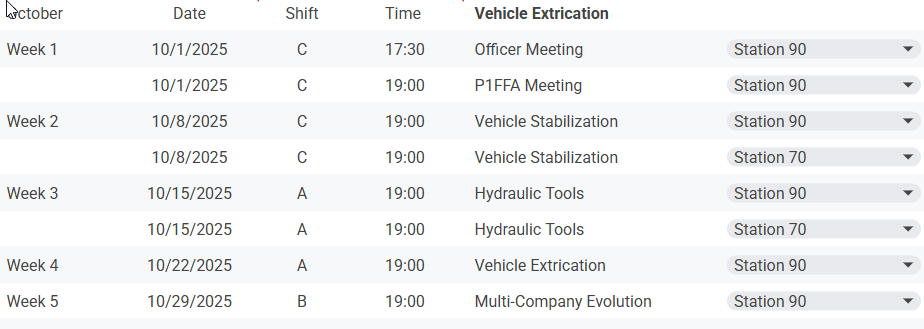 October Date Shift Time Vehicle Extrication
Week 1 10/1/2025 C 17:30 Officer Meeting Station 90
10/1/2025 C 19:00 P1FFA Meeting Station 90
Week 2 10/8/2025 C 19:00 Vehicle Stabilization Station 90
10/8/2025 C 19:00 Vehicle Stabilization Station 70
Week 3 10/15/2025 A 19:00 Hydraulic Tools Station 90
10/15/2025 A 19:00 Hydraulic Tools Station 70
Week 4 10/22/2025 A 19:00 Vehicle Extrication Station 90
Week 5 10/29/2025 B 19:00 Multi-Company Evolution Station 90